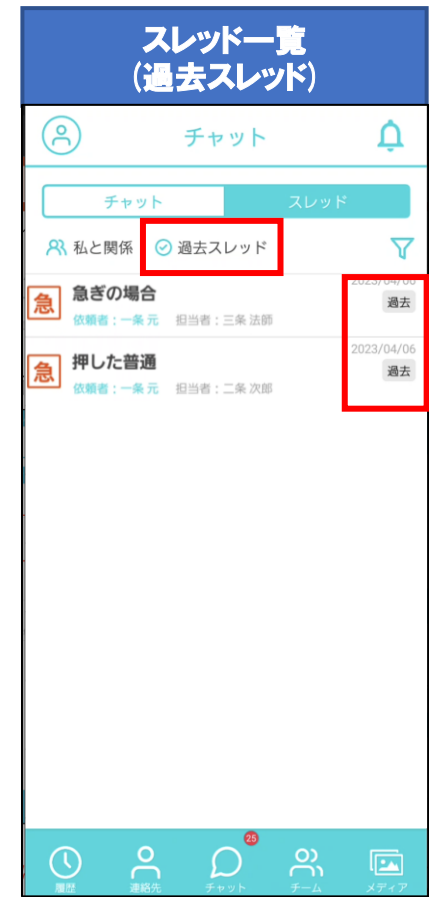 スレッド一覧
(過去スレッド)
チャット
チャット スレッド
私と関係 過去スレッド
2023/04/06
急 急ぎの場合 過去
依頼者：一条 元 担当者：三条 法師
2023/04/06
急 押した普通 過去
依頼者：一条 元 担当者：二条 次郎
25
履歴 連絡先 チャット チーム メディア